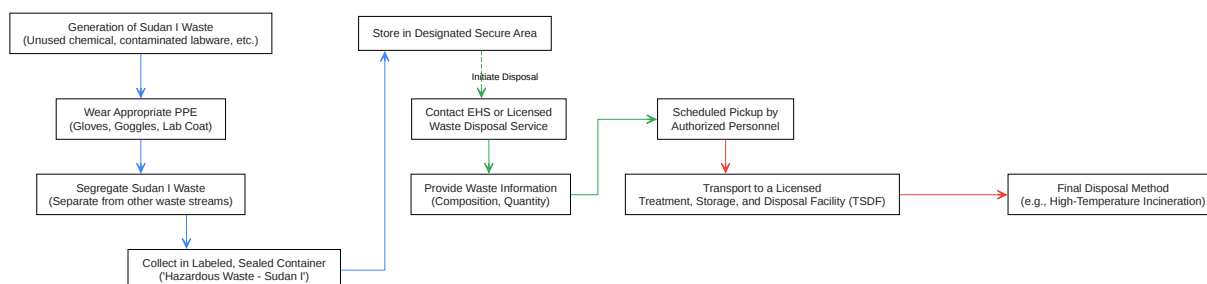 Generation of Sudan I Waste
(Unused chemical, contaminated labware, etc.)
Wear Appropriate PPE
(Gloves, Goggles, Lab Coat)
Segregate Sudan I Waste
(Separate from other waste streams)
Collect in Labeled, Sealed Container
('Hazardous Waste - Sudan I')
Store in Designated Secure Area
Initiate Disposal
Contact EHS or Licensed
Waste Disposal Service
Provide Waste Information
(Composition, Quantity)
Scheduled Pickup by
Authorized Personnel
Transport to a Licensed
Treatment, Storage, and Disposal Facility (TSDF)
Final Disposal Method
(e.g., High-Temperature Incineration)